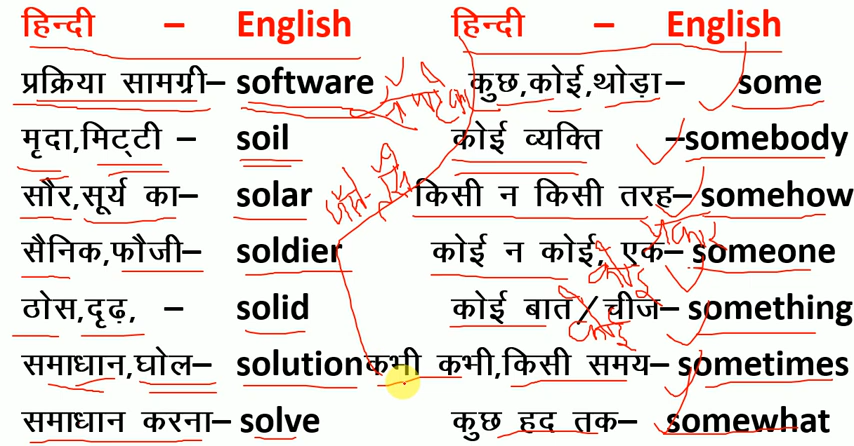 हिन्दी – English हिन्दी – English
प्रक्रिया सामग्री– software कुछ,कोई,थोड़ा– some
मृदा,मिट्टी – soil कोई व्यक्ति –somebody
सौर,सूर्य का– solar किसी न किसी तरह– somehow
सैनिक,फौजी– soldier कोई न कोई, एक– someone
ठोस,दृढ़, – solid कोई बात/चीज– something
समाधान,घोल– solution कभी कभी,किसी समय– sometimes
समाधान करना– solve कुछ हद तक– somewhat